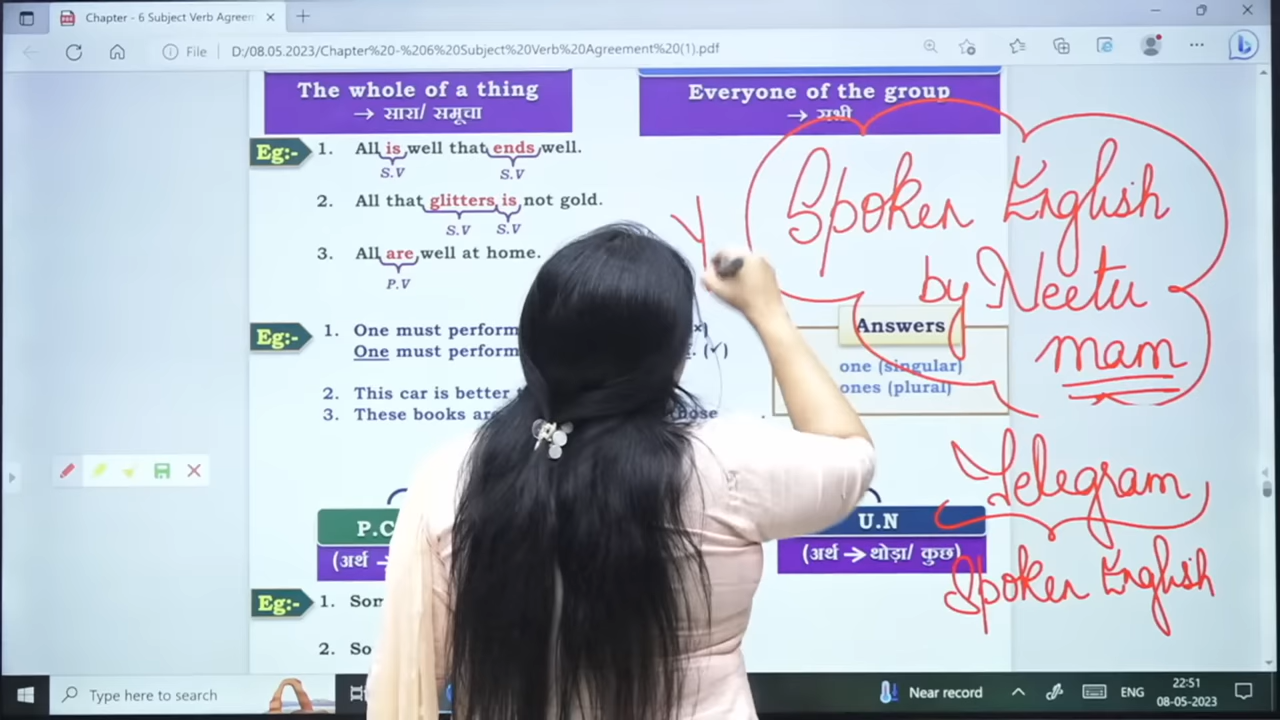 Chapter - 6 Subject Verb Agreem
File D:/08.05.2023/Chapter%20-%206%20Subject%20Verb%20Agreement%20(1).pdf
The whole of a thing
→ सारा/ समूचा
Everyone of the group
→ सभी
Eg:- 1. All is well that ends well.
S.V S.V
2. All that glitters is not gold.
S.V S.V
3. All are well at home.
P.V
Spoken English
by Neetu
mam
Y
Eg:- 1. One must perform (×)
One must perform (✓)
2. This car is better
3. These books are those .
Answers
one (singular)
ones (plural)
Telegram
Spoken English
P.C
(अर्थ →
U.N
(अर्थ → थोड़ा/ कुछ)
Eg:- 1. Som
2. So
Type here to search
Near record
ENG
22:51
08-05-2023